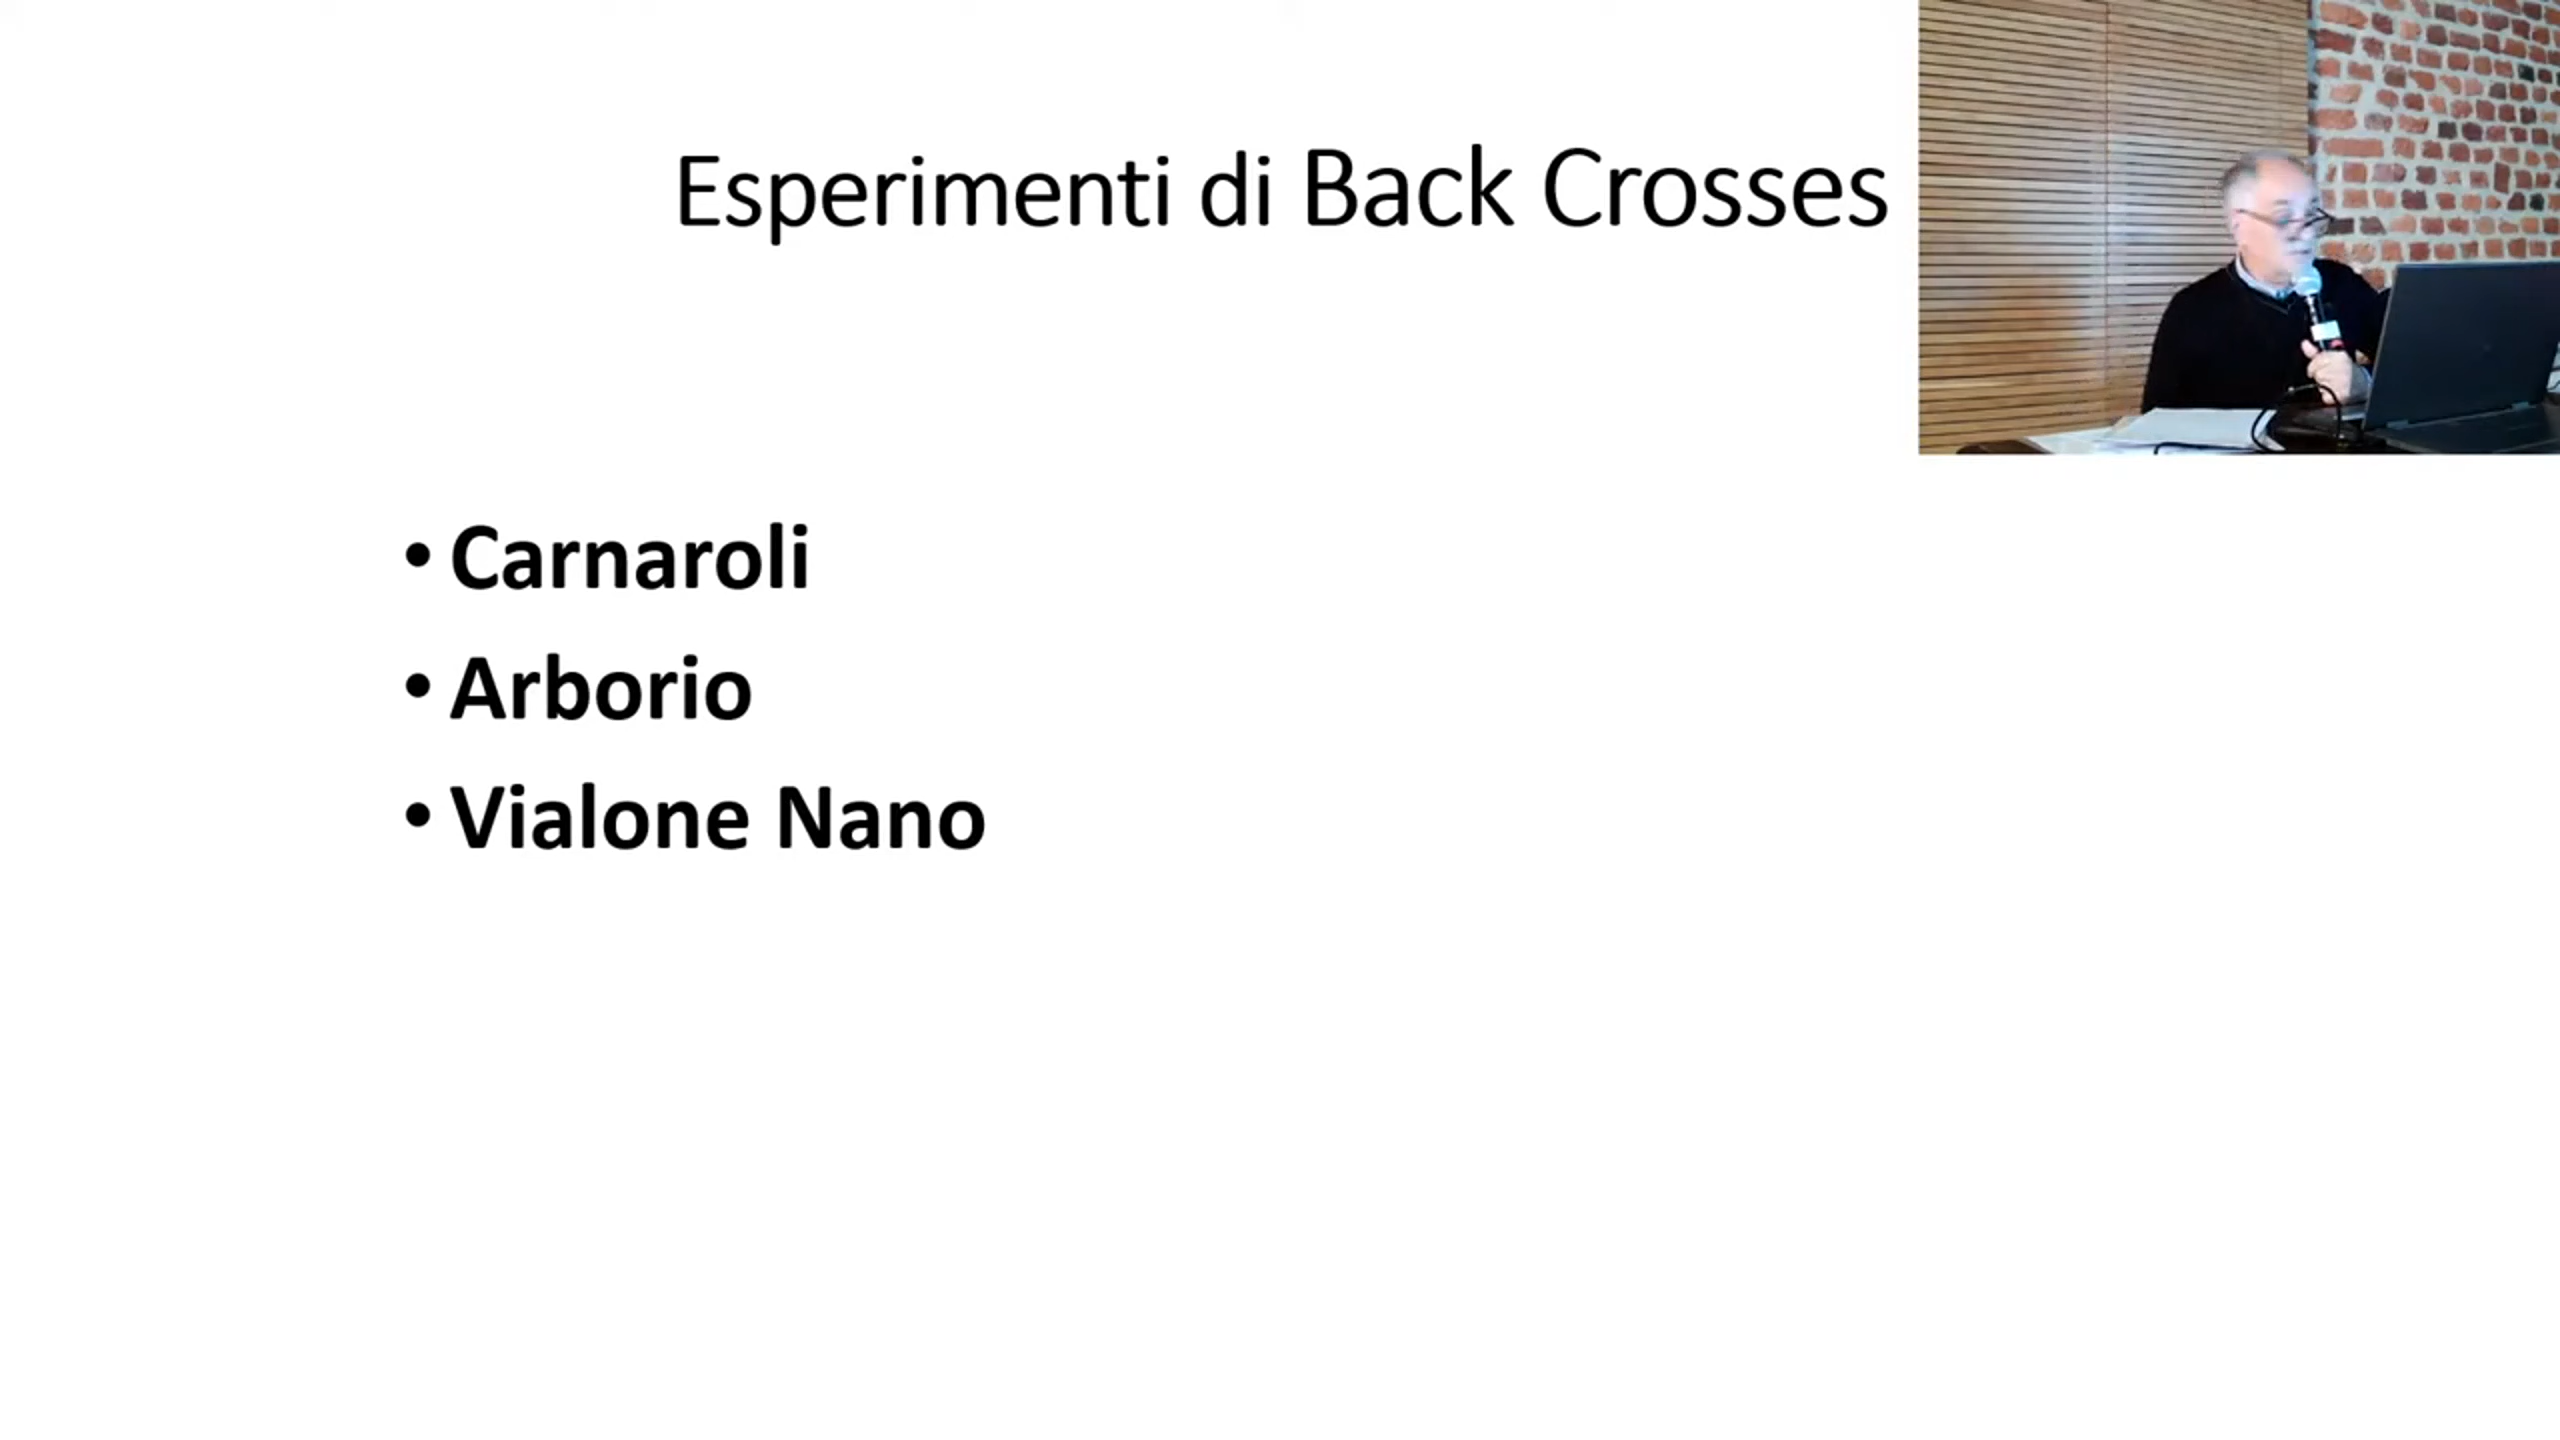 Esperimenti di Back Crosses
• Carnaroli
• Arborio
• Vialone Nano